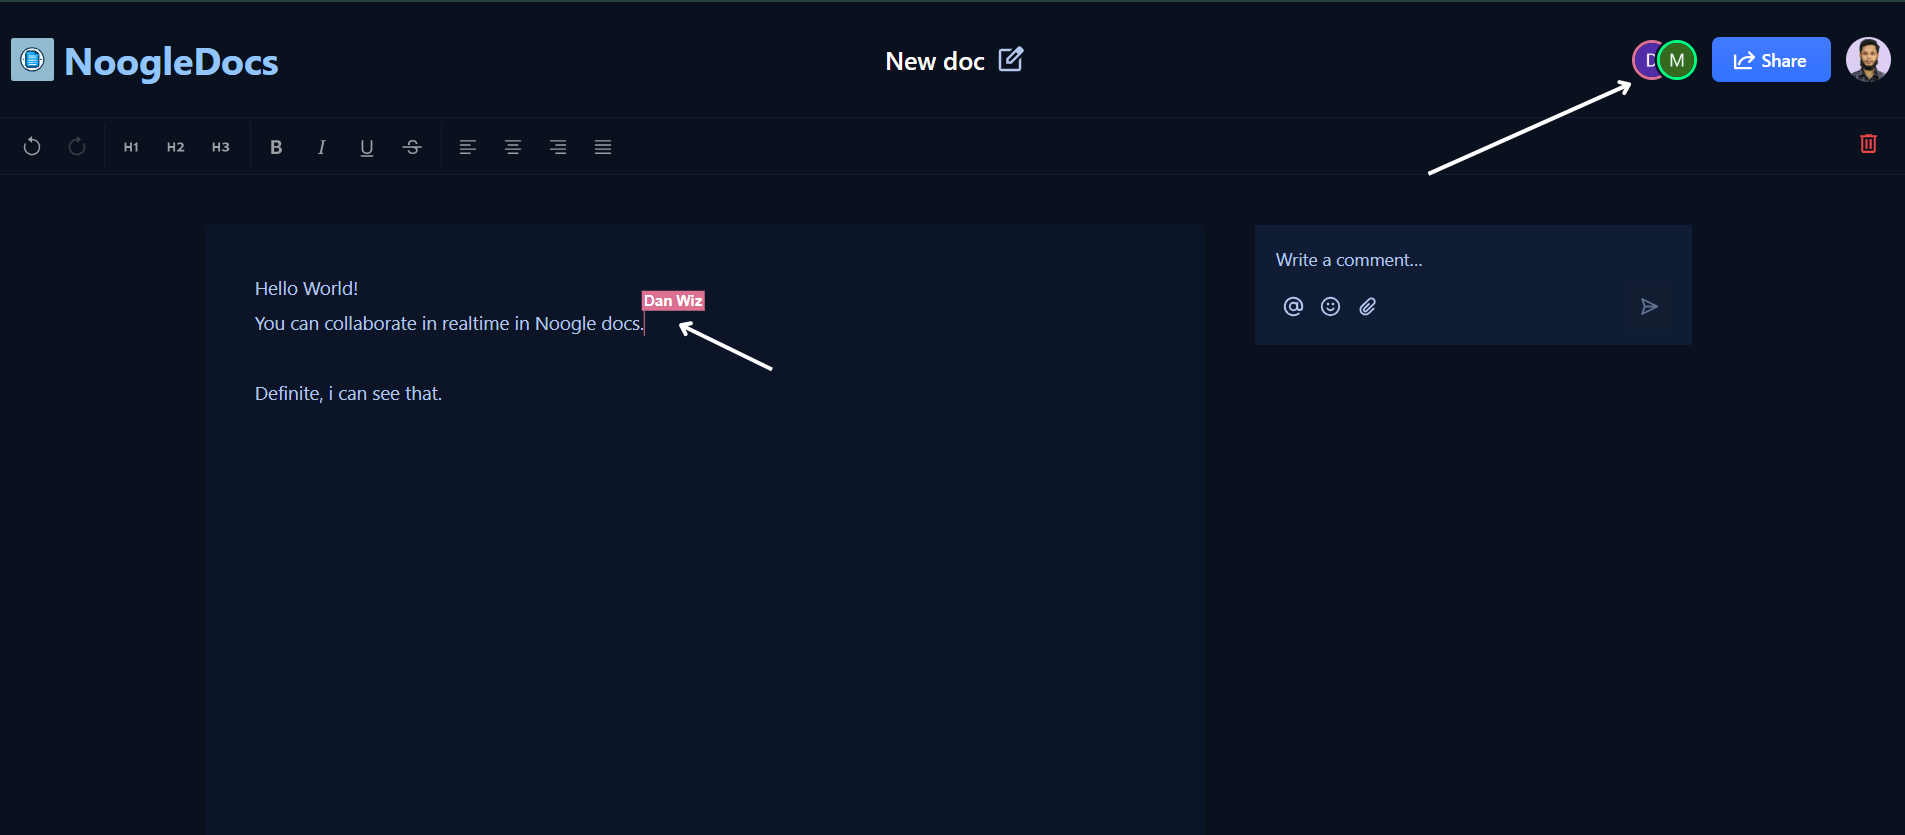 NoogleDocs
New doc
D M
Share
H1 H2 H3 B I U S
Hello World!
Dan Wiz
You can collaborate in realtime in Noogle docs.
Definite, i can see that.
Write a comment...
@